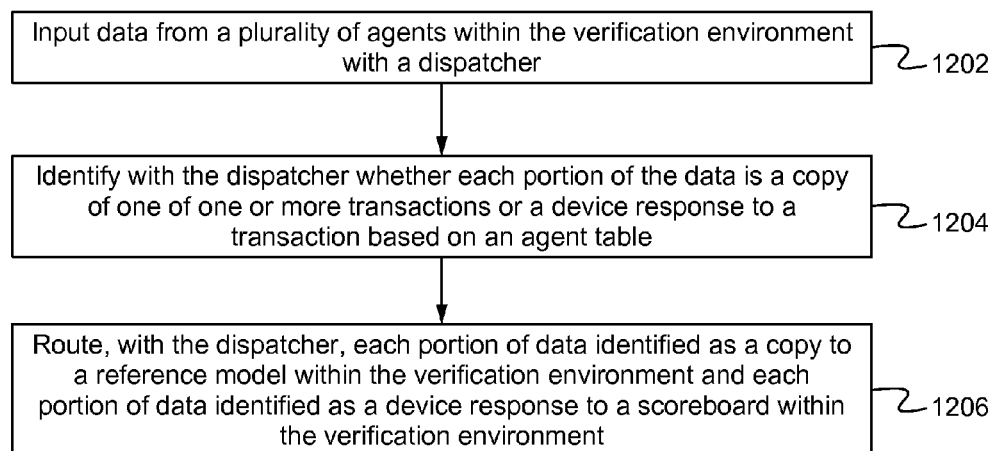 Input data from a plurality of agents within the verification environment
with a dispatcher
1202
Identify with the dispatcher whether each portion of the data is a copy
of one of one or more transactions or a device response to a
transaction based on an agent table
1204
Route, with the dispatcher, each portion of data identified as a copy to
a reference model within the verification environment and each
portion of data identified as a device response to a scoreboard within
the verification environment
1206